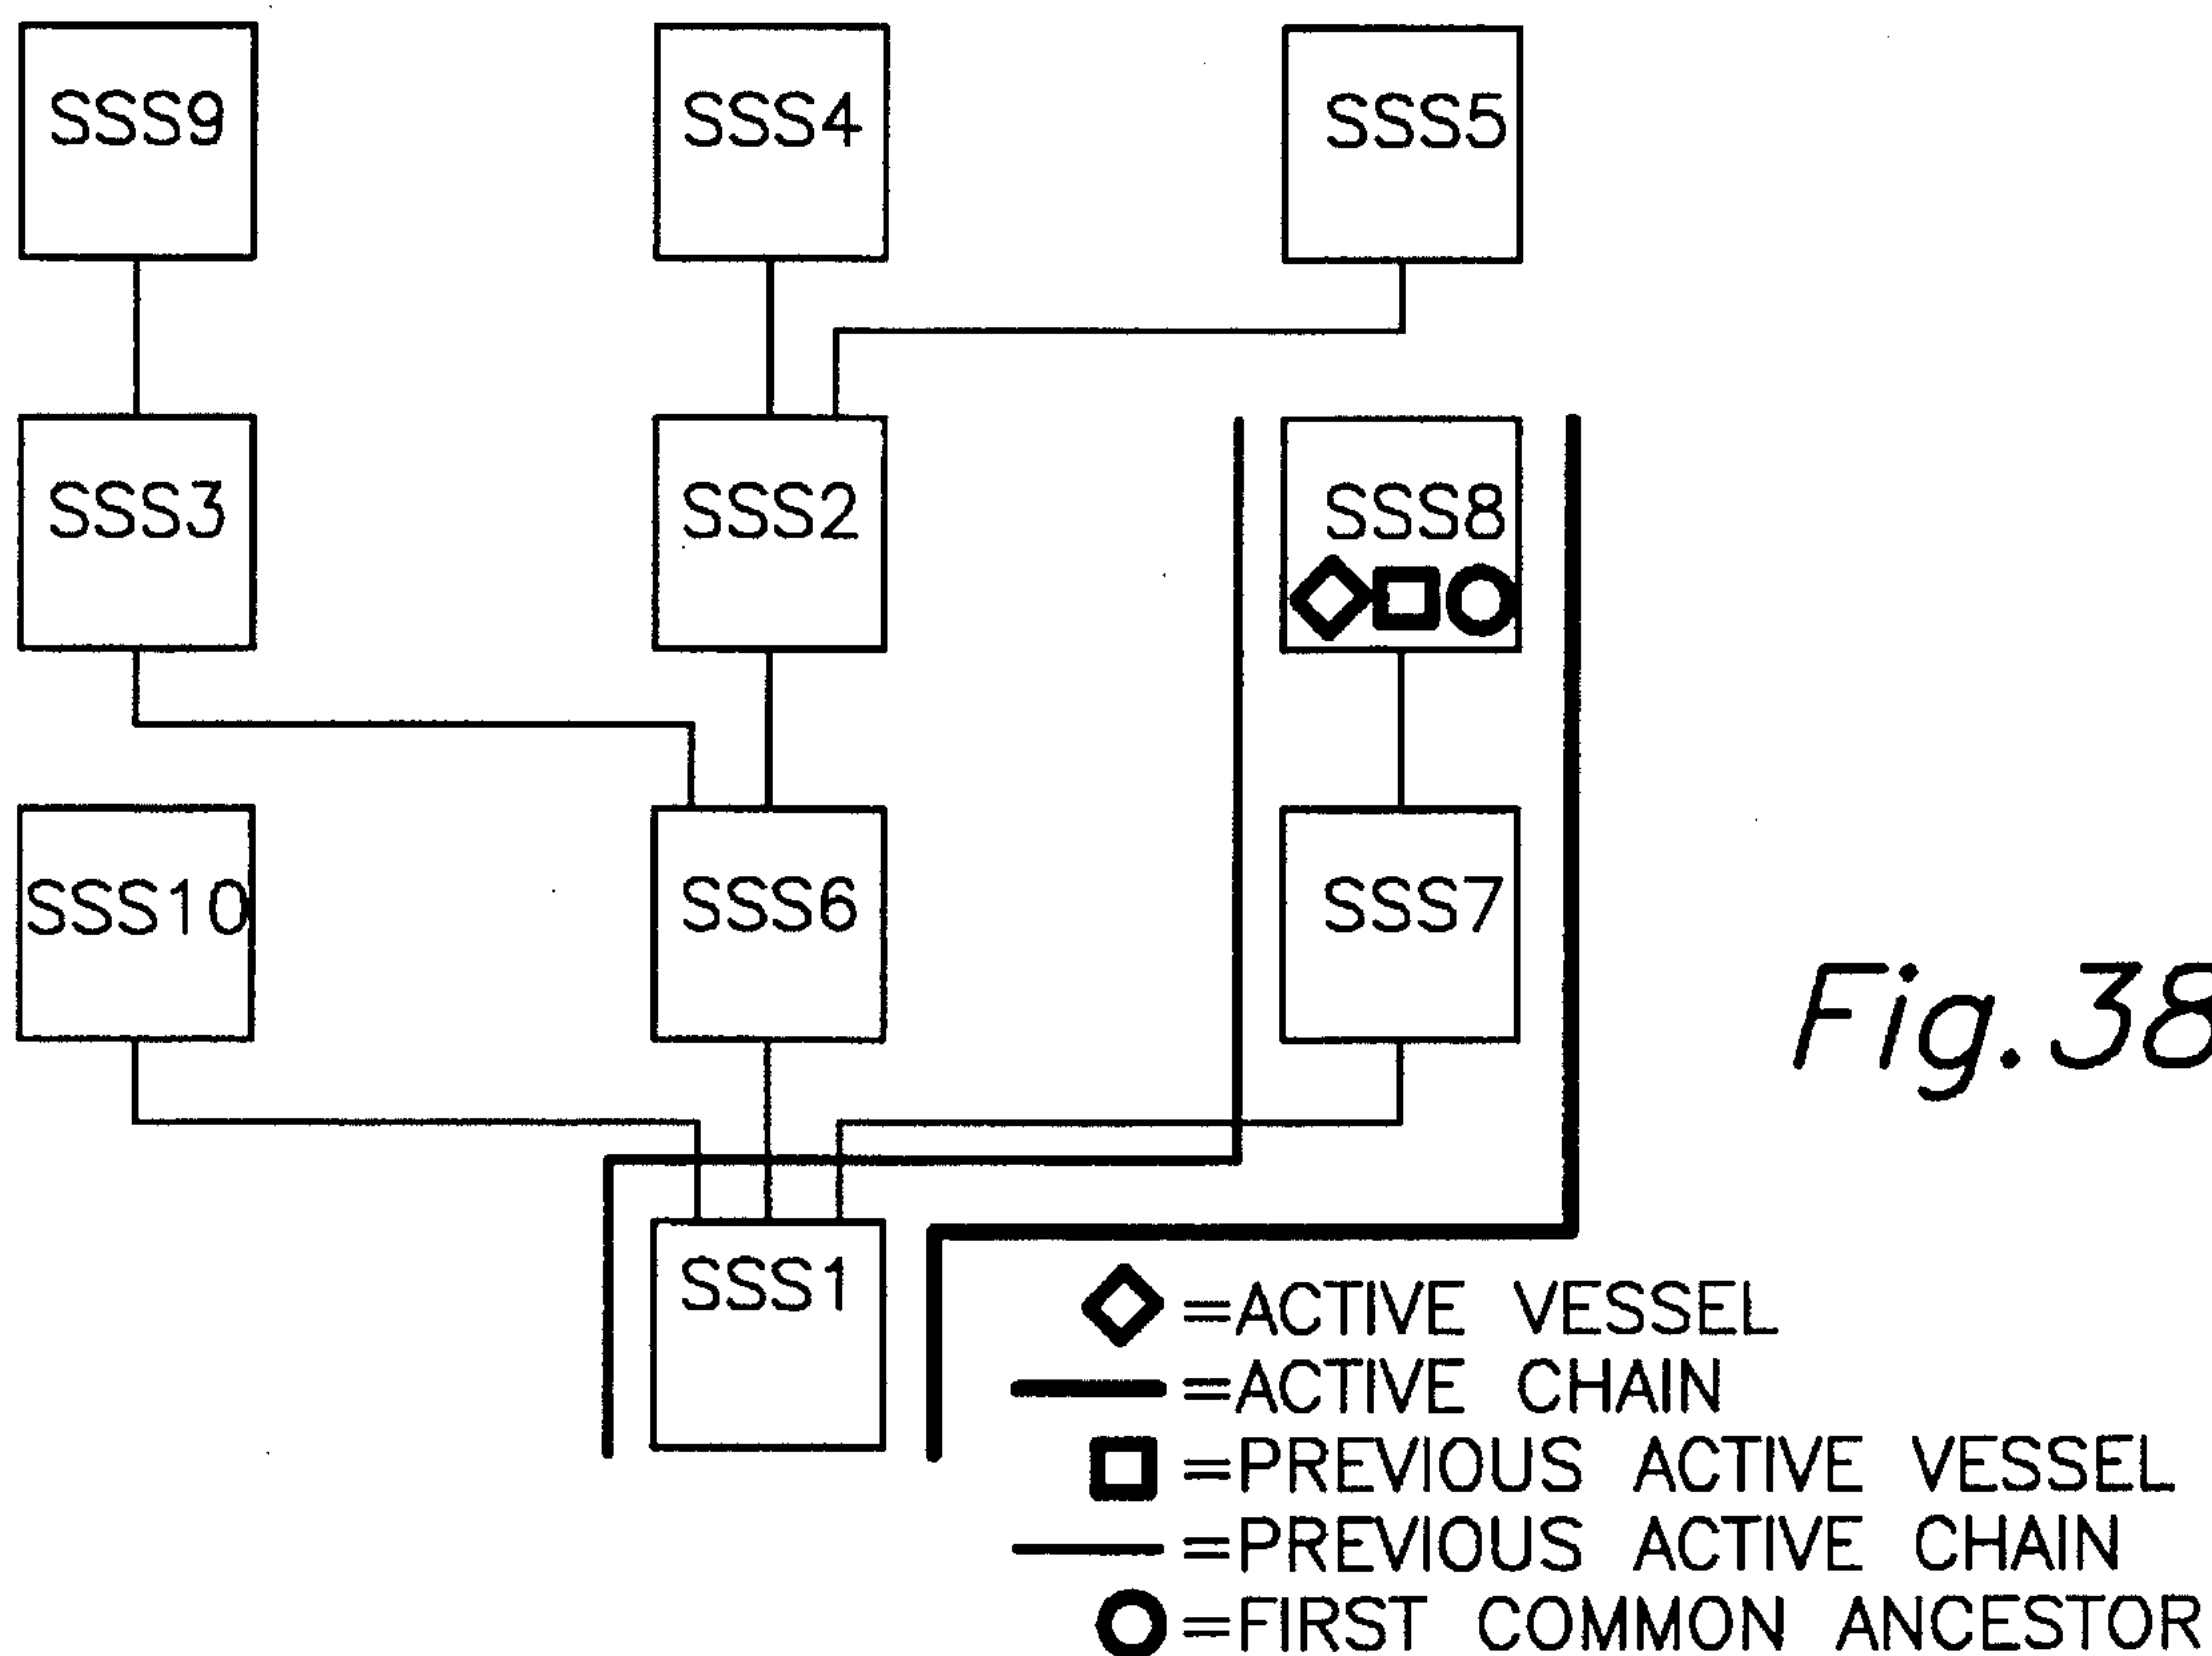 SSS9
SSS4
SSS5
SSS3
SSS2
SSS8
SSS10
SSS6
SSS7
Fig.38
SSS1
=ACTIVE VESSEL
=ACTIVE CHAIN
=PREVIOUS ACTIVE VESSEL
=PREVIOUS ACTIVE CHAIN
=FIRST COMMON ANCESTOR